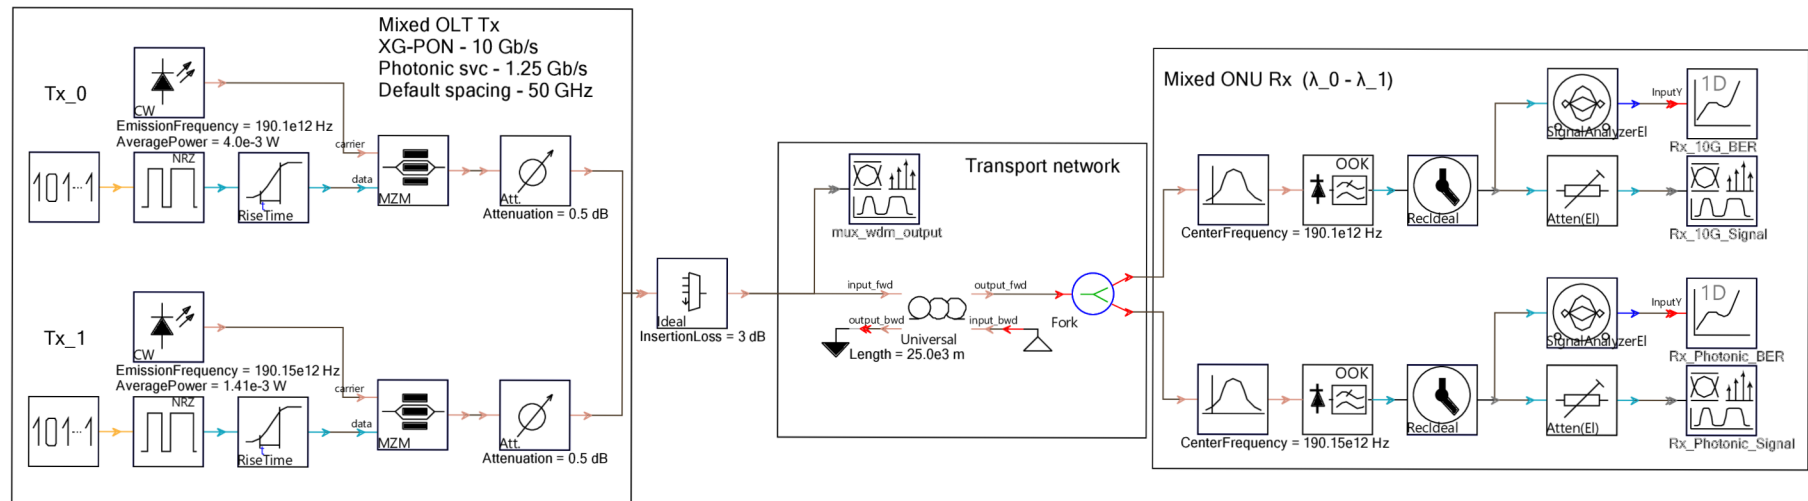 Mixed OLT Tx
XG-PON - 10 Gb/s
Photonic svc - 1.25 Gb/s
Default spacing - 50 GHz
Tx_0
CW
EmissionFrequency = 190.1e12 Hz
AveragePower = 4.0e-3 W
101...1
NRZ
RiseTime
carrier
data
MZM
Att.
Attenuation = 0.5 dB
Tx_1
CW
EmissionFrequency = 190.15e12 Hz
AveragePower = 1.41e-3 W
101...1
NRZ
RiseTime
carrier
data
MZM
Att.
Attenuation = 0.5 dB
Ideal
InsertionLoss = 3 dB
Transport network
mux_wdm_output
input_fwd
output_fwd
output_bwd
input_bwd
Universal
Length = 25.0e3 m
Fork
Mixed ONU Rx (λ_0 - λ_1)
CenterFrequency = 190.1e12 Hz
OOK
RecIdeal
SignalAnalyzerEl
InputY
1D
Rx_10G_BER
Atten(El)
Rx_10G_Signal
CenterFrequency = 190.15e12 Hz
OOK
RecIdeal
SignalAnalyzerEl
InputY
1D
Rx_Photonic_BER
Atten(El)
Rx_Photonic_Signal